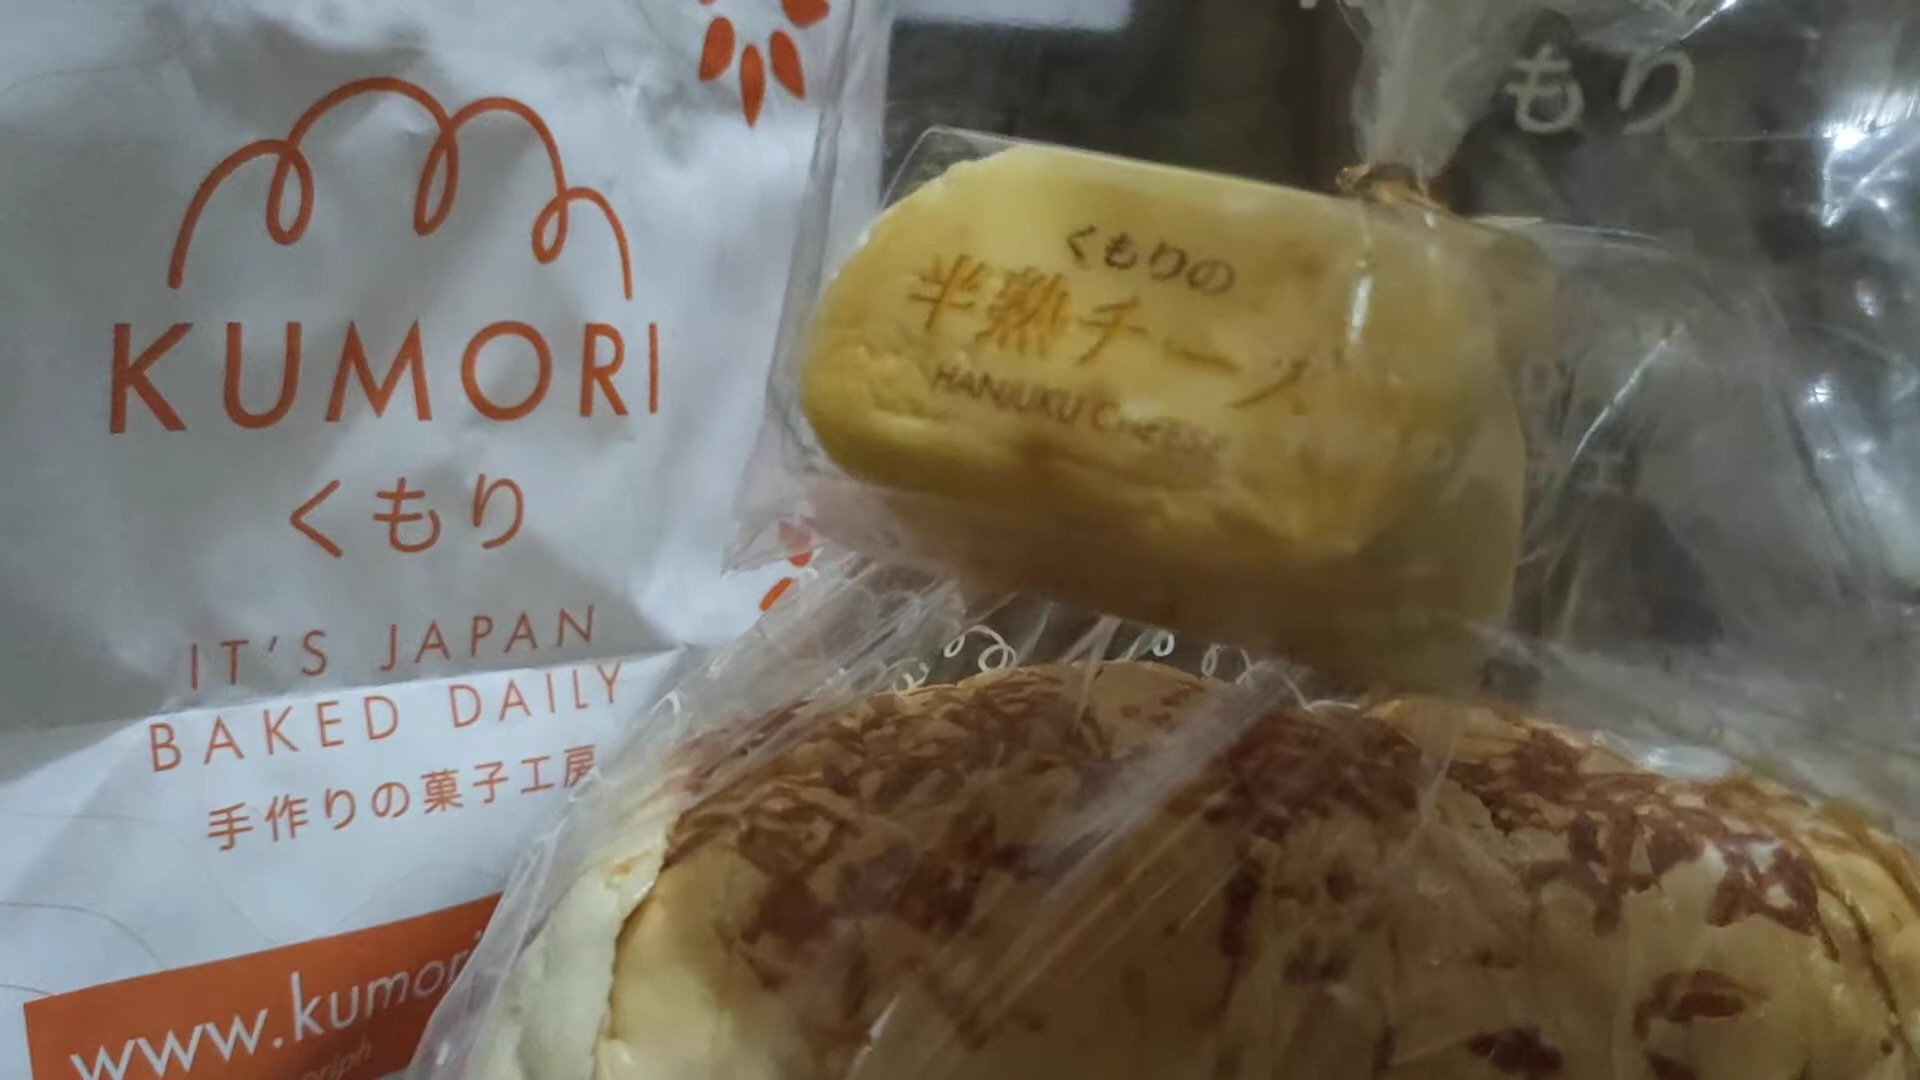 KUMORI
くもり
IT'S JAPAN
BAKED DAILY
手作りの菓子工房
www.kumori
もり
くもりの
半熟チーズ
HANJUKU CHEESE